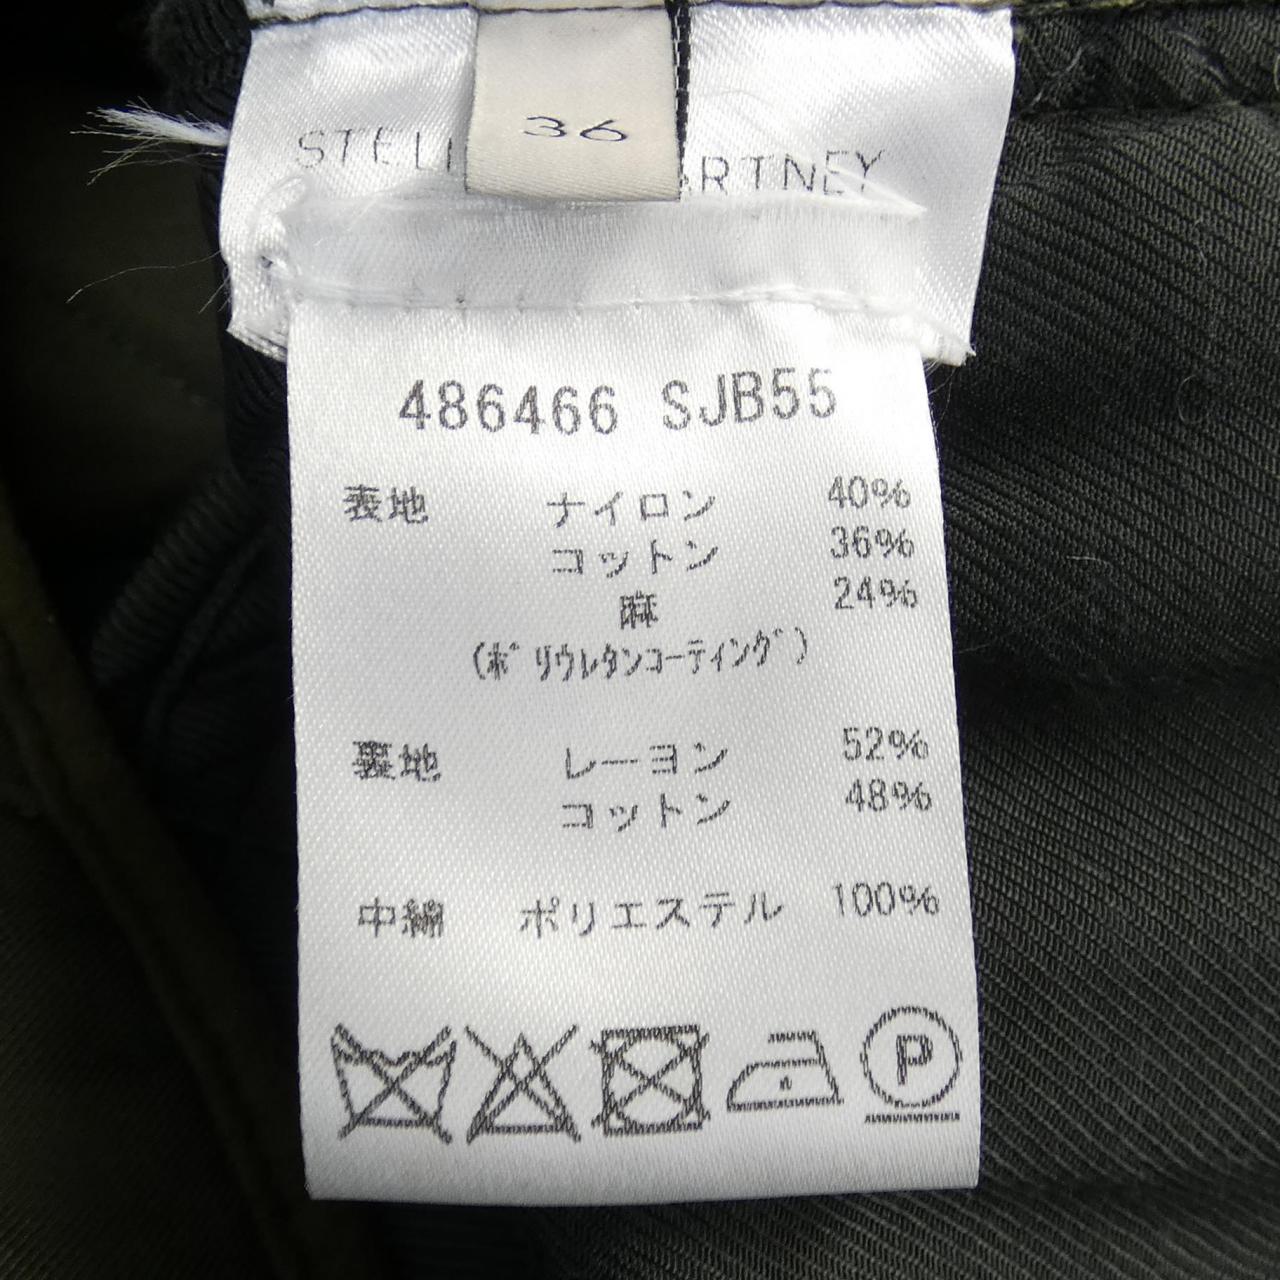 36
STEL ARTNEY
486466 SJB55
表地 ナイロン 40%
コットン 36%
麻 24%
(ポリウレタンコーティング)
裏地 レーヨン 52%
コットン 48%
中綿 ポリエステル 100%
P